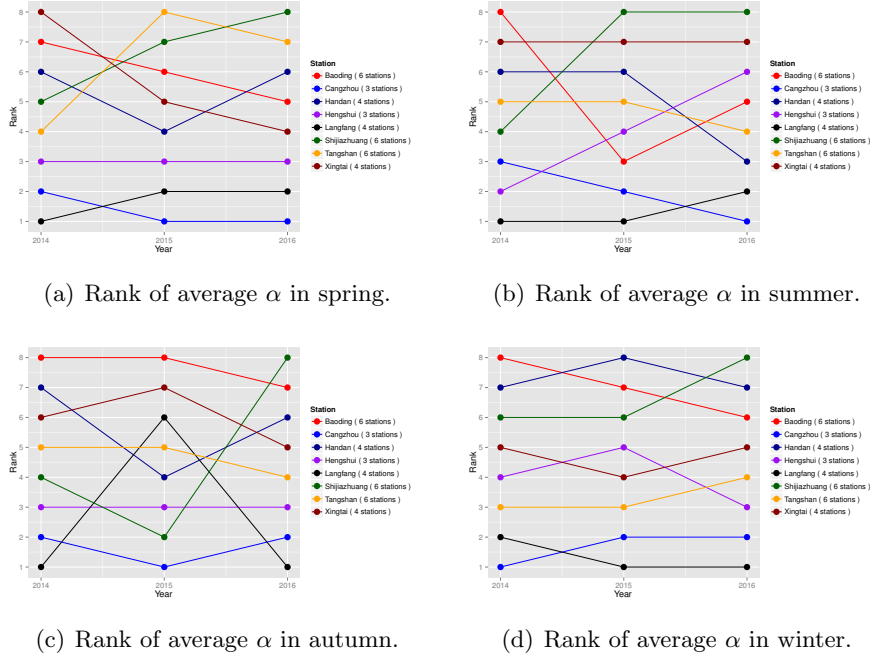 8
7
6
5
4
3
2
1
Rank
2014 2015 2016
Year
Station
Baoding ( 6 stations )
Cangzhou ( 3 stations )
Handan ( 4 stations )
Hengshui ( 3 stations )
Langfang ( 4 stations )
Shijiazhuang ( 6 stations )
Tangshan ( 6 stations )
Xingtai ( 4 stations )
(a) Rank of average α in spring.
8
7
6
5
4
3
2
1
Rank
2014 2015 2016
Year
Station
Baoding ( 6 stations )
Cangzhou ( 3 stations )
Handan ( 4 stations )
Hengshui ( 3 stations )
Langfang ( 4 stations )
Shijiazhuang ( 6 stations )
Tangshan ( 6 stations )
Xingtai ( 4 stations )
(b) Rank of average α in summer.
8
7
6
5
4
3
2
1
Rank
2014 2015 2016
Year
Station
Baoding ( 6 stations )
Cangzhou ( 3 stations )
Handan ( 4 stations )
Hengshui ( 3 stations )
Langfang ( 4 stations )
Shijiazhuang ( 6 stations )
Tangshan ( 6 stations )
Xingtai ( 4 stations )
(c) Rank of average α in autumn.
8
7
6
5
4
3
2
1
Rank
2014 2015 2016
Year
Station
Baoding ( 6 stations )
Cangzhou ( 3 stations )
Handan ( 4 stations )
Hengshui ( 3 stations )
Langfang ( 4 stations )
Shijiazhuang ( 6 stations )
Tangshan ( 6 stations )
Xingtai ( 4 stations )
(d) Rank of average α in winter.